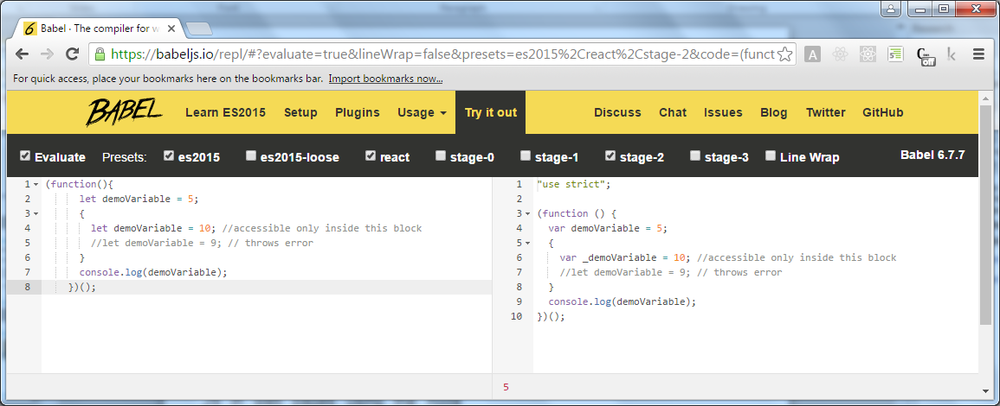 Babel · The compiler for w
https://babeljs.io/repl/#?evaluate=true&lineWrap=false&presets=es2015%2Creact%2Cstage-2&code=(funct
For quick access, place your bookmarks here on the bookmarks bar. Import bookmarks now...
BABEL Learn ES2015 Setup Plugins Usage Try it out Discuss Chat Issues Blog Twitter GitHub
Evaluate Presets: es2015 es2015-loose react stage-0 stage-1 stage-2 stage-3 Line Wrap Babel 6.7.7
1 (function(){
2 let demoVariable = 5;
3 {
4 let demoVariable = 10; //accessible only inside this block
5 //let demoVariable = 9; // throws error
6 }
7 console.log(demoVariable);
8 })();
1 "use strict";
2
3 (function () {
4 var demoVariable = 5;
5 {
6 var _demoVariable = 10; //accessible only inside this block
7 //let demoVariable = 9; // throws error
8 }
9 console.log(demoVariable);
10 })();
5